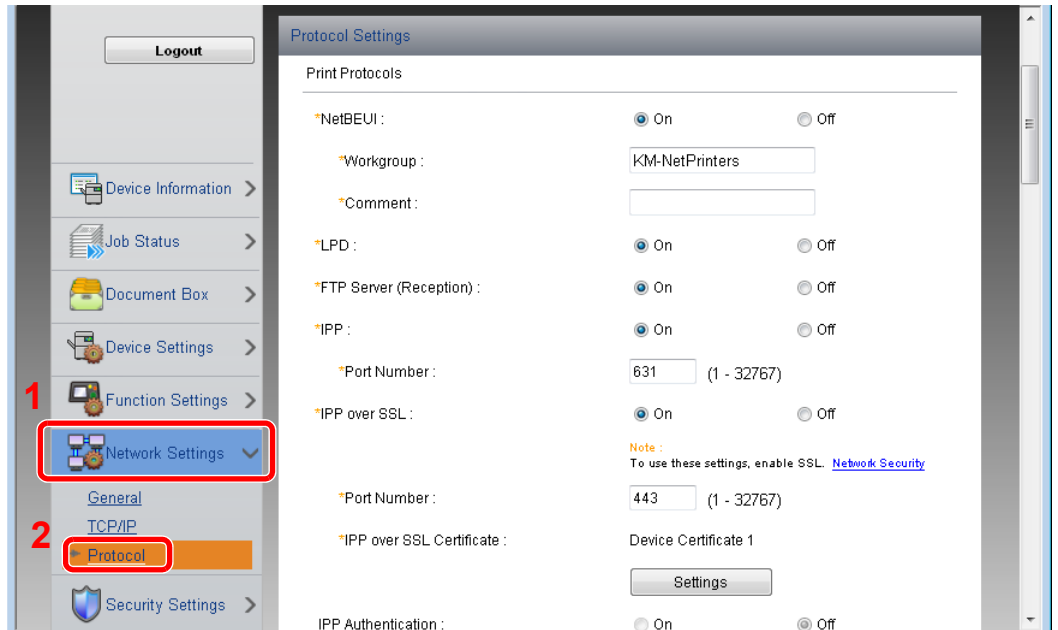 Logout
Device Information
Job Status
Document Box
Device Settings
1
Function Settings
Network Settings
General
TCP/IP
2
Protocol
Security Settings
Protocol Settings
Print Protocols
*NetBEUI : On Off
*Workgroup : KM-NetPrinters
*Comment :
*LPD : On Off
*FTP Server (Reception) : On Off
*IPP : On Off
*Port Number : 631 (1 - 32767)
*IPP over SSL : On Off
Note :
To use these settings, enable SSL. Network Security
*Port Number : 443 (1 - 32767)
*IPP over SSL Certificate : Device Certificate 1
Settings
IPP Authentication : On Off